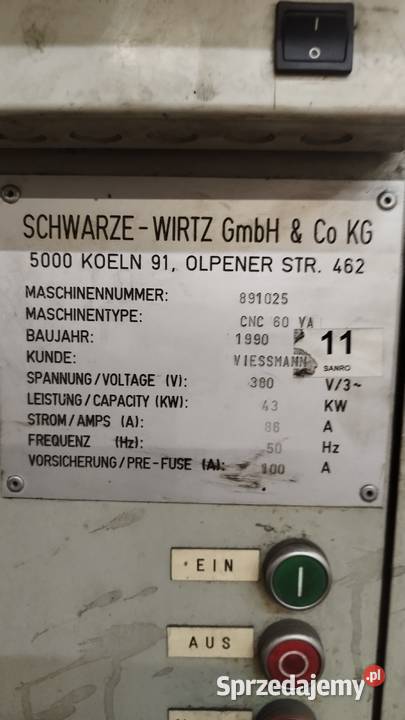 SCHWARZE-WIRTZ GmbH & Co KG
5000 KOELN 91, OLPENER STR. 462
MASCHINENNUMMER: 891025
MASCHINENTYPE: CNC 60 VA
BAUJAHR: 1990
KUNDE: VIESSMANN
11
SANRO
SPANNUNG/VOLTAGE (V): 380 V/3~
LEISTUNG/CAPACITY (KW): 43 KW
STROM/AMPS (A): 86 A
FREQUENZ (Hz): 50 Hz
VORSICHERUNG/PRE-FUSE (A): 100 A
EIN
AUS
Sprzedajemy.pl